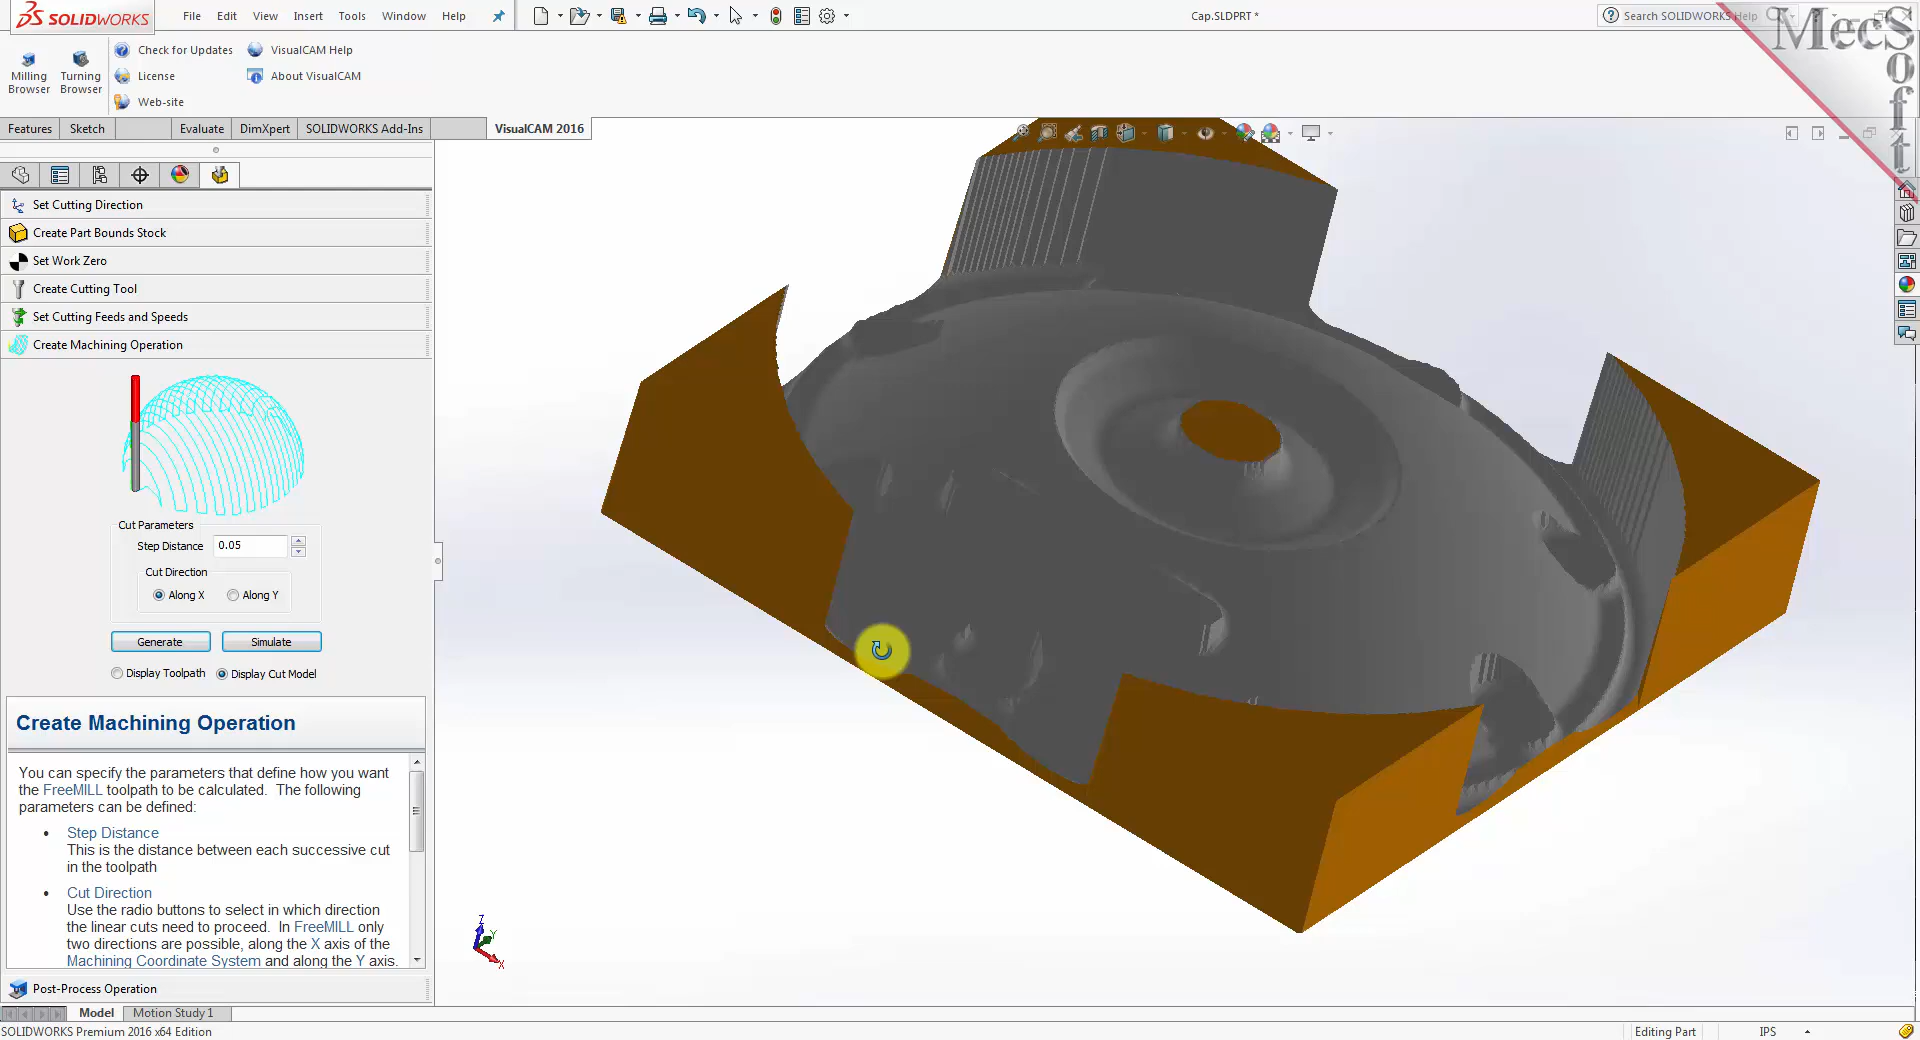 SOLIDWORKS
File Edit View Insert Tools Window Help
Cap.SLDPRT *
Search SOLIDWORKS Help
MecSoft
Milling Browser
Turning Browser
Check for Updates
License
Web-site
VisualCAM Help
About VisualCAM
Features Sketch Evaluate DimXpert SOLIDWORKS Add-Ins VisualCAM 2016
Set Cutting Direction
Create Part Bounds Stock
Set Work Zero
Create Cutting Tool
Set Cutting Feeds and Speeds
Create Machining Operation
Cut Parameters
Step Distance 0.05
Cut Direction
Along X Along Y
Generate Simulate
Display Toolpath Display Cut Model
Create Machining Operation
You can specify the parameters that define how you want
the FreeMILL toolpath to be calculated. The following
parameters can be defined:
• Step Distance
This is the distance between each successive cut
in the toolpath
• Cut Direction
Use the radio buttons to select in which direction
the linear cuts need to proceed. In FreeMILL only
two directions are possible, along the X axis of the
Machining Coordinate System and along the Y axis.
Z
Y
X
Post-Process Operation
Model Motion Study 1
SOLIDWORKS Premium 2016 x64 Edition
Editing Part
IPS